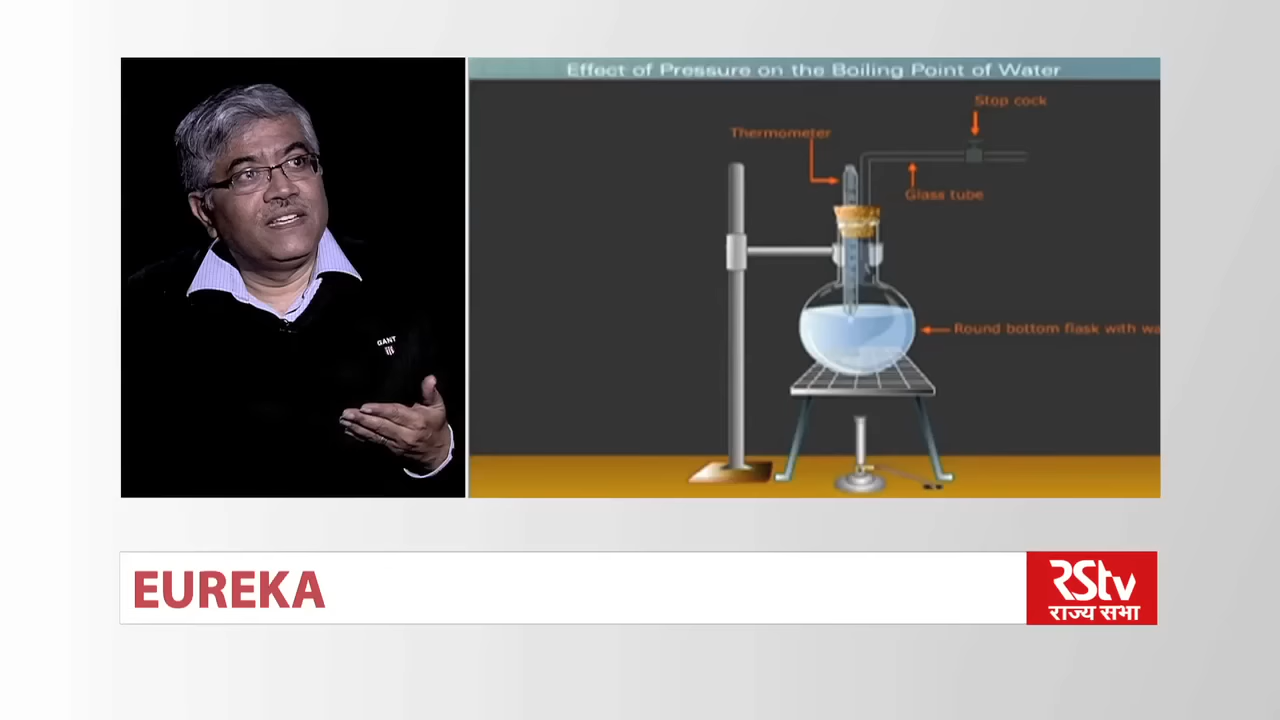 Effect of Pressure on the Boiling Point of Water
Stop cock
Thermometer
Glass tube
GANT
Round bottom flask with wa
EUREKA
RStv
राज्य सभा